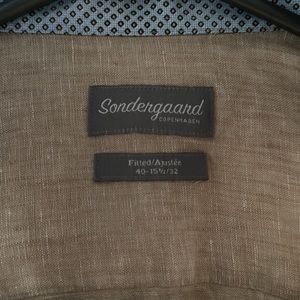 Sondergaard
COPENHAGEN
Fitted/Ajustée
40-15½/32